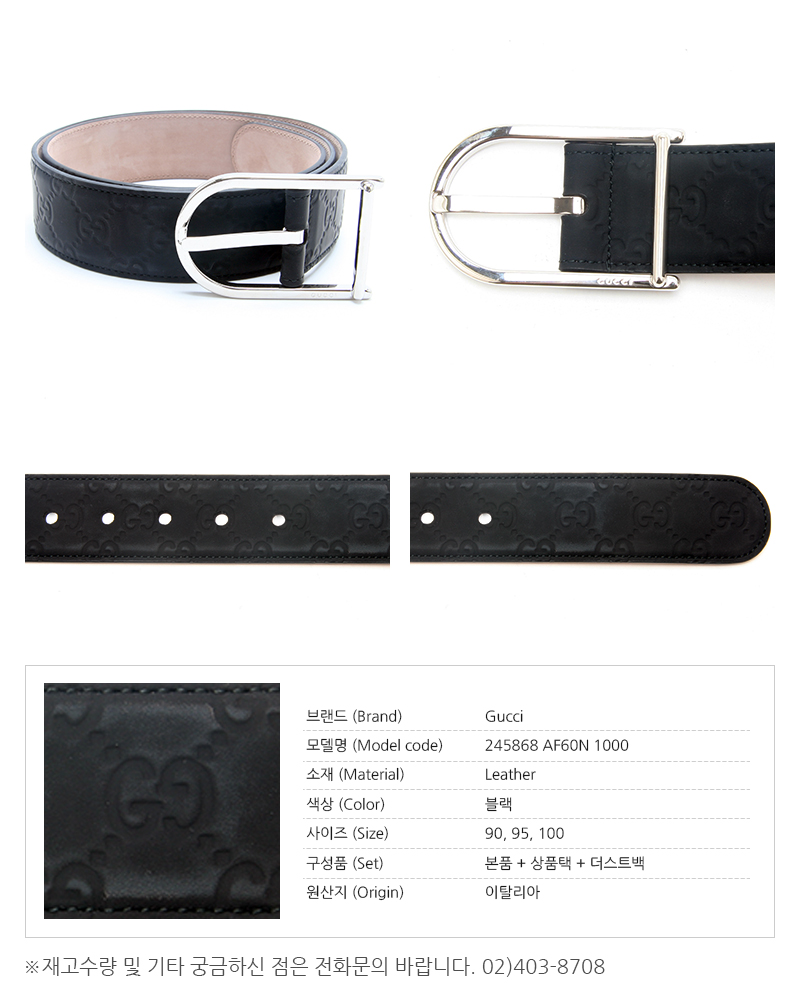 GUCCI
GUCCI
브랜드 (Brand) Gucci
모델명 (Model code) 245868 AF60N 1000
소재 (Material) Leather
색상 (Color) 블랙
사이즈 (Size) 90, 95, 100
구성품 (Set) 본품 + 상품택 + 더스트백
원산지 (Origin) 이탈리아
※재고수량 및 기타 궁금하신 점은 전화문의 바랍니다. 02)403-8708